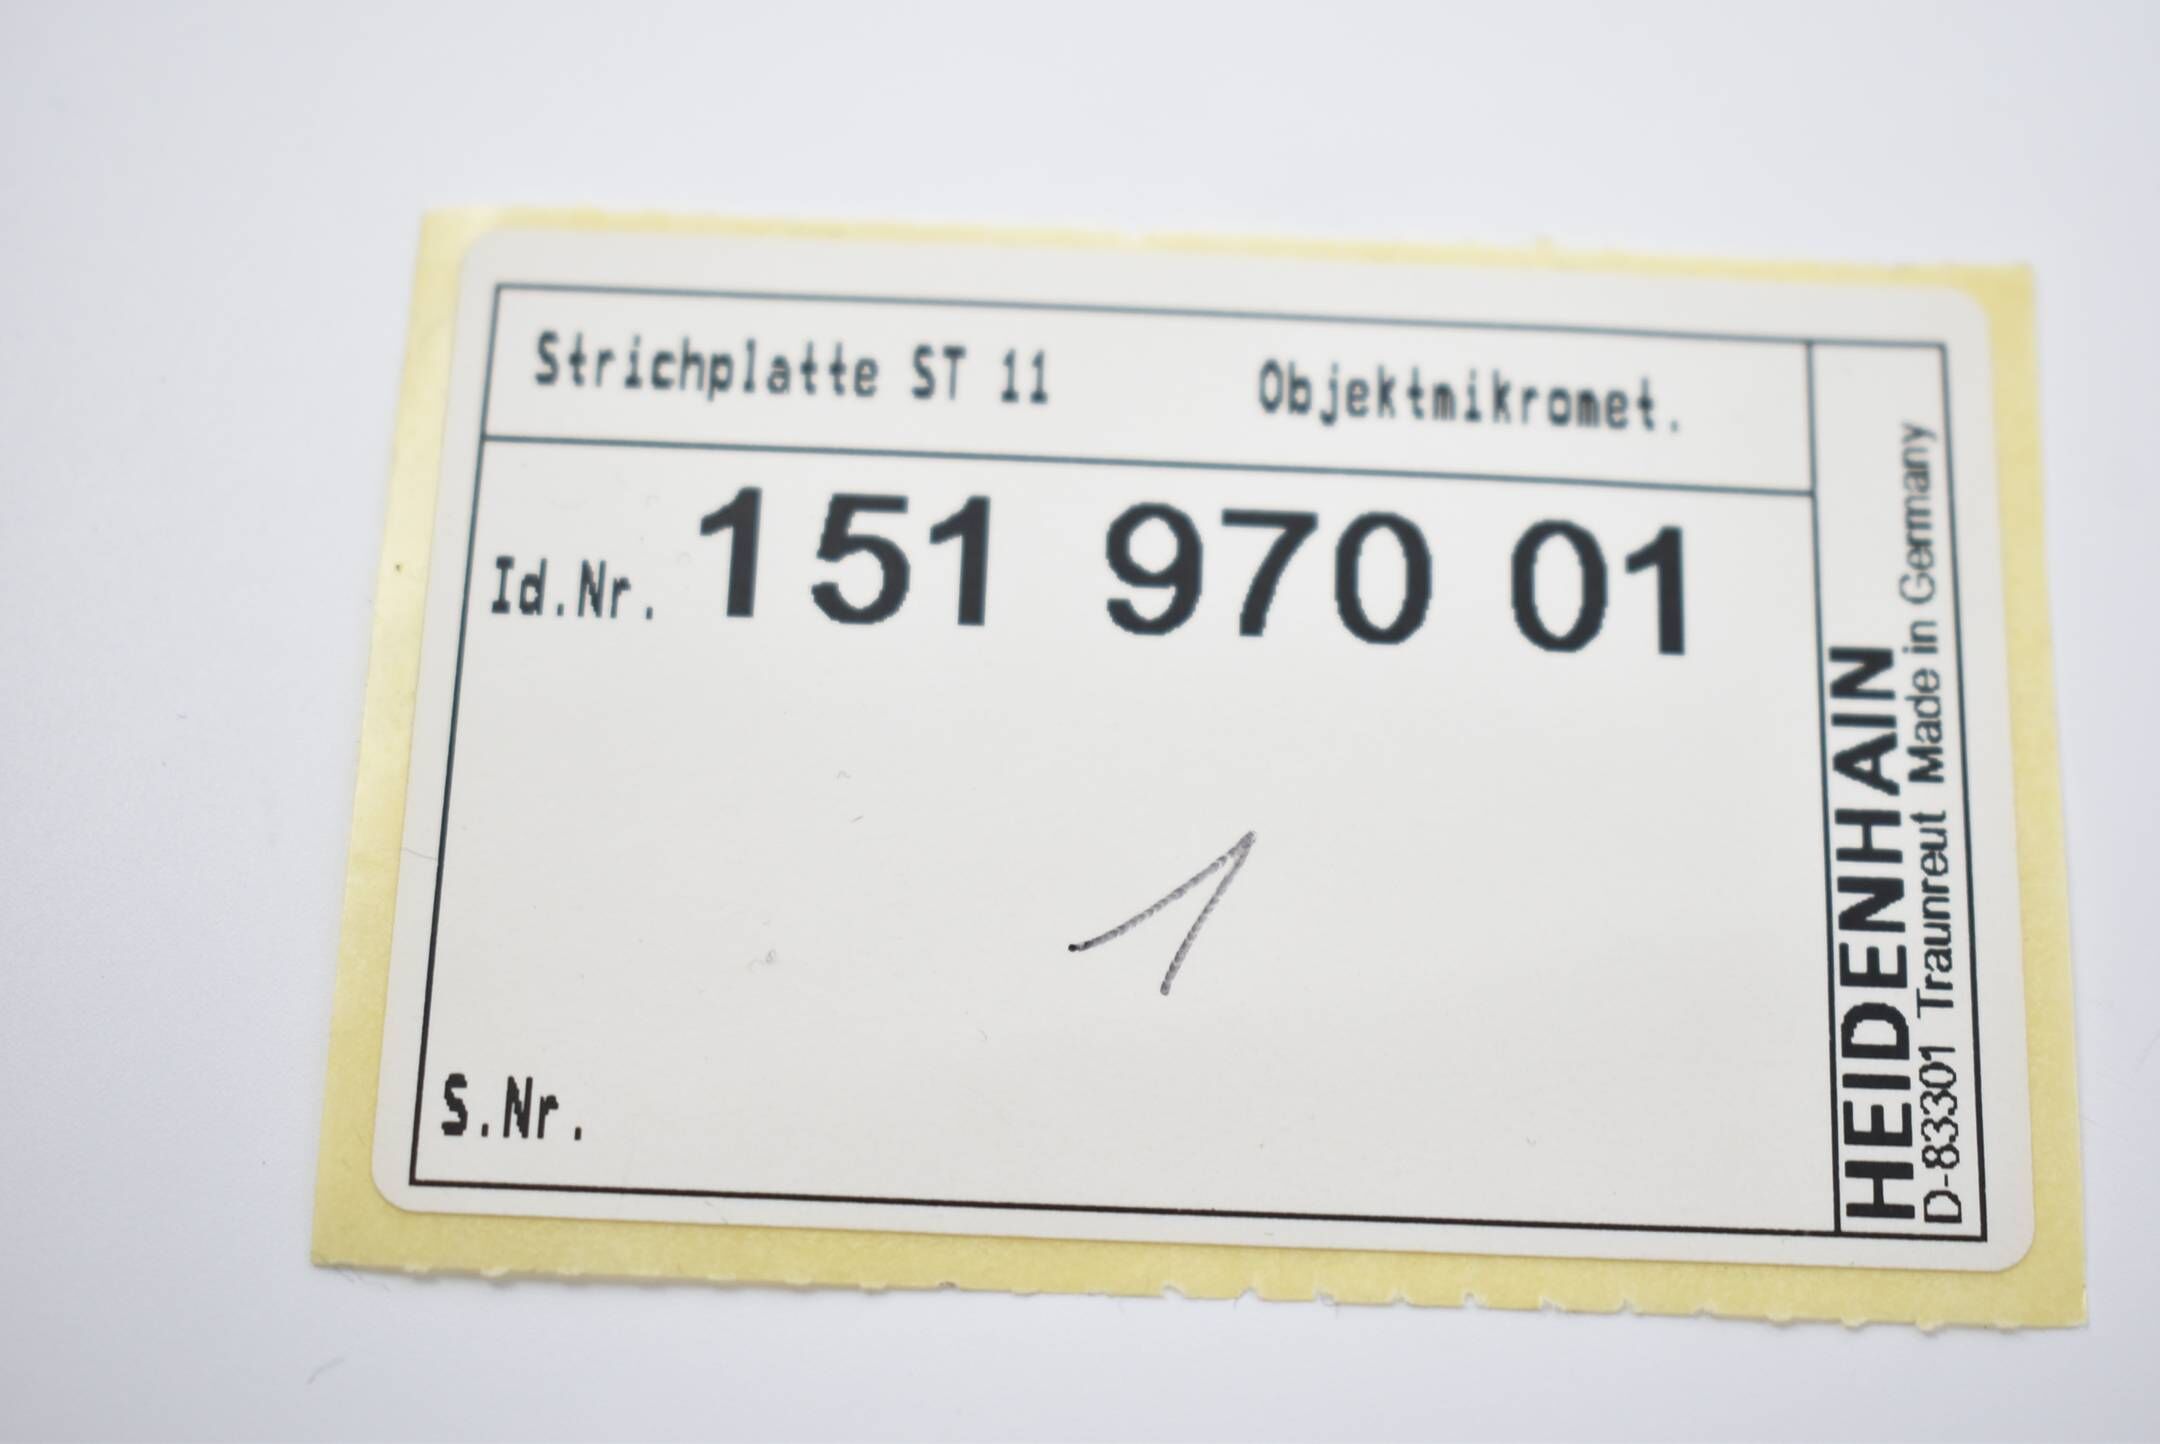 Strichplatte ST 11 Objektmikromet.
Id.Nr. 151 970 01
1
S.Nr.
HEIDENHAIN
D-83301 Traunreut Made in Germany